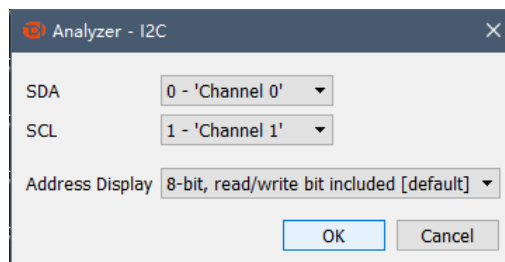 Analyzer - I2C
SDA 0 - 'Channel 0'
SCL 1 - 'Channel 1'
Address Display 8-bit, read/write bit included [default]
OK Cancel